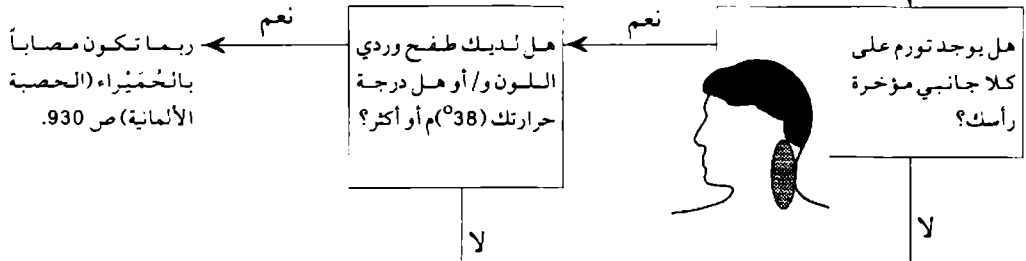 هل يوجد تورم على
كلا جانبي مؤخرة
رأسك؟
نعم
لا
هل لديك طفح وردي
اللون و/أو هل درجة
حرارتك (38°)م أو أكثر؟
نعم
لا
ربما تكون مصاباً
بالحُمَيْراء (الحصبة
الألمانية) ص 930.